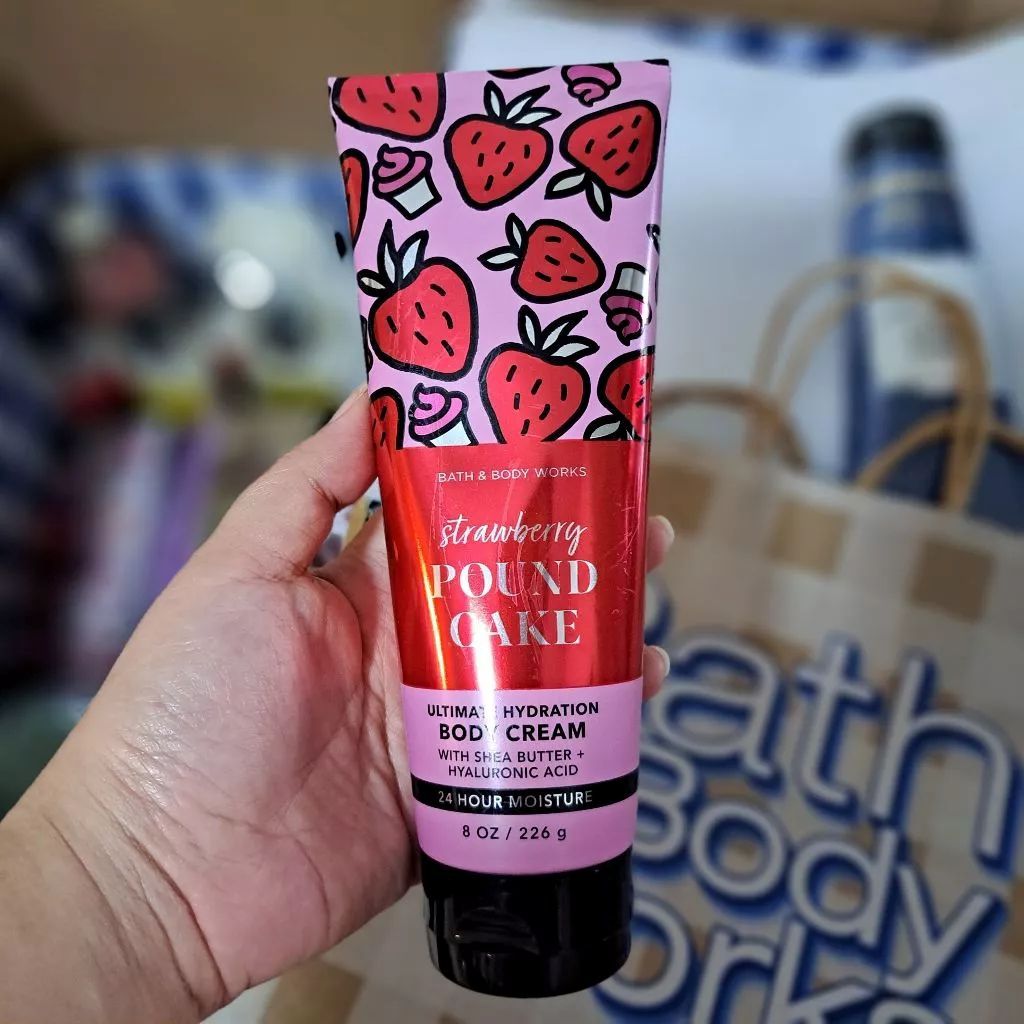 BATH & BODY WORKS
strawberry
POUND
CAKE
ULTIMATE HYDRATION
BODY CREAM
WITH SHEA BUTTER +
HYALURONIC ACID
24 HOUR MOISTURE
8 OZ / 226 g
Bath
Body
Works